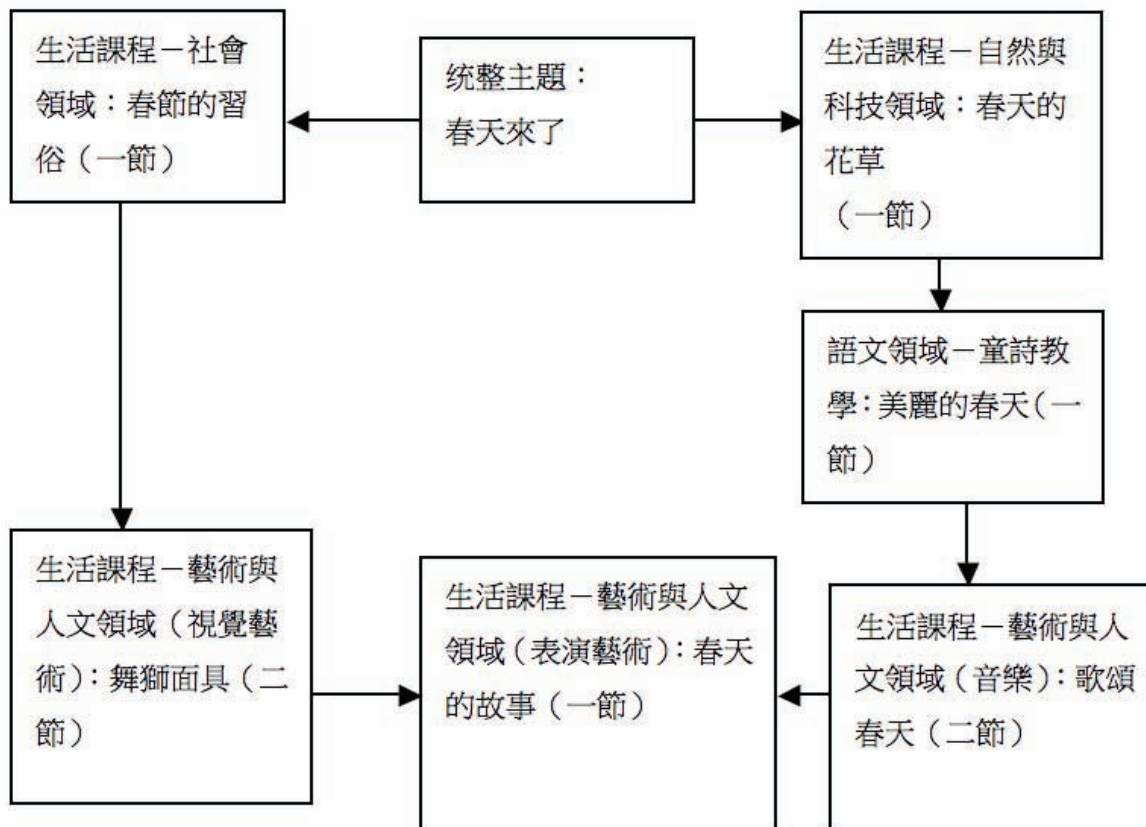 生活課程－社會
領域：春節的習
俗（一節）
統整主題：
春天來了
生活課程－自然與
科技領域：春天的
花草
（一節）
語文領域－童詩教
學：美麗的春天（一
節）
生活課程－藝術與
人文領域（視覺藝
術）：舞獅面具（二
節）
生活課程－藝術與人文
領域（表演藝術）：春天
的故事（一節）
生活課程－藝術與人
文領域（音樂）：歌頌
春天（二節）